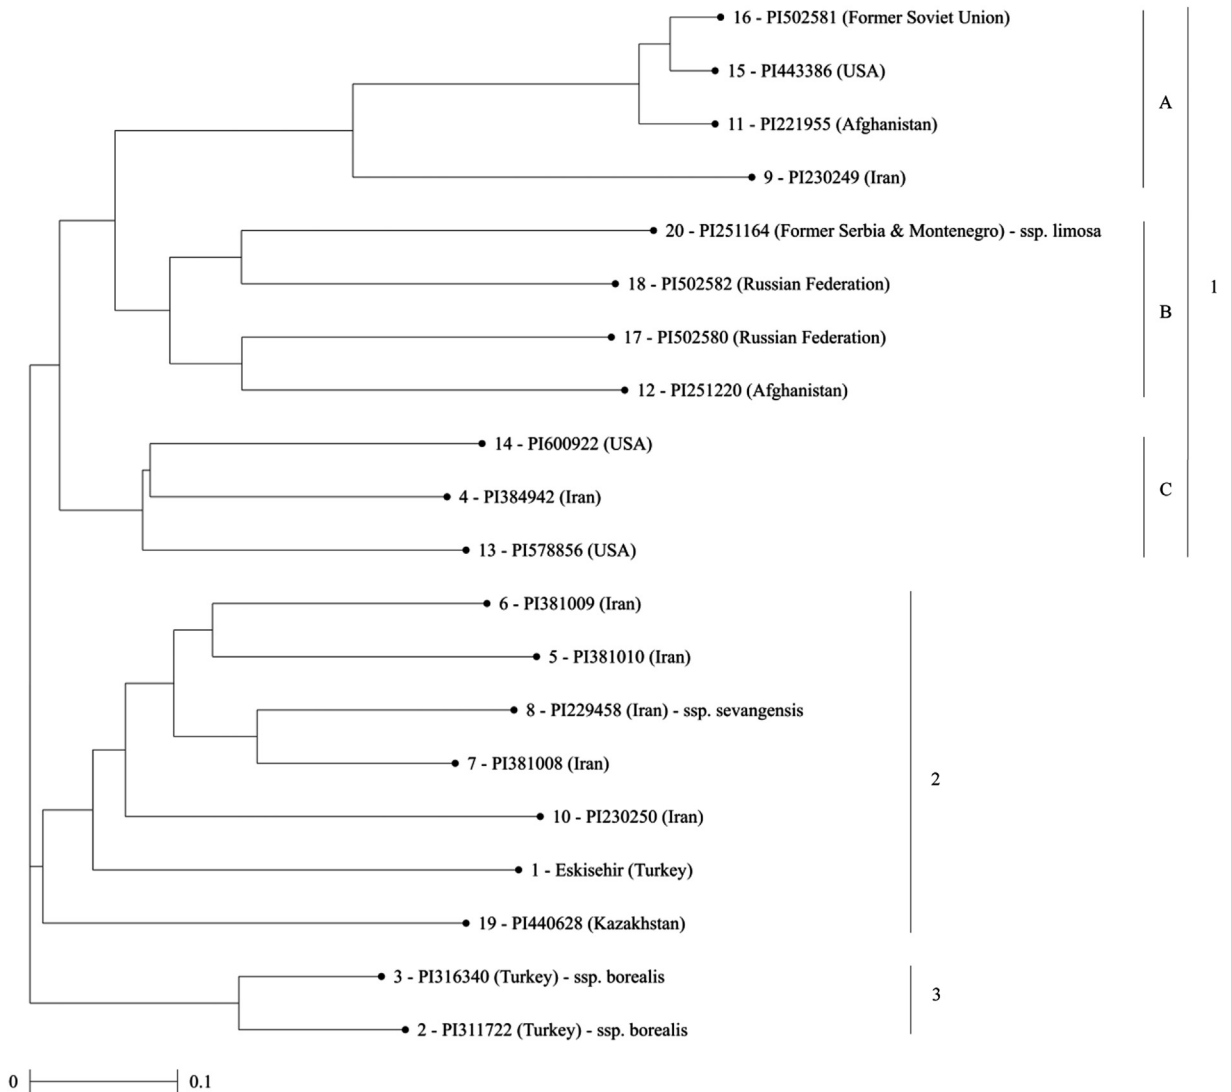 16 - PI502581 (Former Soviet Union)
15 - PI443386 (USA)
A
11 - PI221955 (Afghanistan)
9 - PI230249 (Iran)
20 - PI251164 (Former Serbia & Montenegro) - ssp. limosa
18 - PI502582 (Russian Federation)
1
B
17 - PI502580 (Russian Federation)
12 - PI251220 (Afghanistan)
14 - PI600922 (USA)
C
4 - PI384942 (Iran)
13 - PI578856 (USA)
6 - PI381009 (Iran)
5 - PI381010 (Iran)
8 - PI229458 (Iran) - ssp. sevangensis
7 - PI381008 (Iran)
2
10 - PI230250 (Iran)
1 - Eskisehir (Turkey)
19 - PI440628 (Kazakhstan)
3 - PI316340 (Turkey) - ssp. borealis
3
2 - PI311722 (Turkey) - ssp. borealis
0 0.1